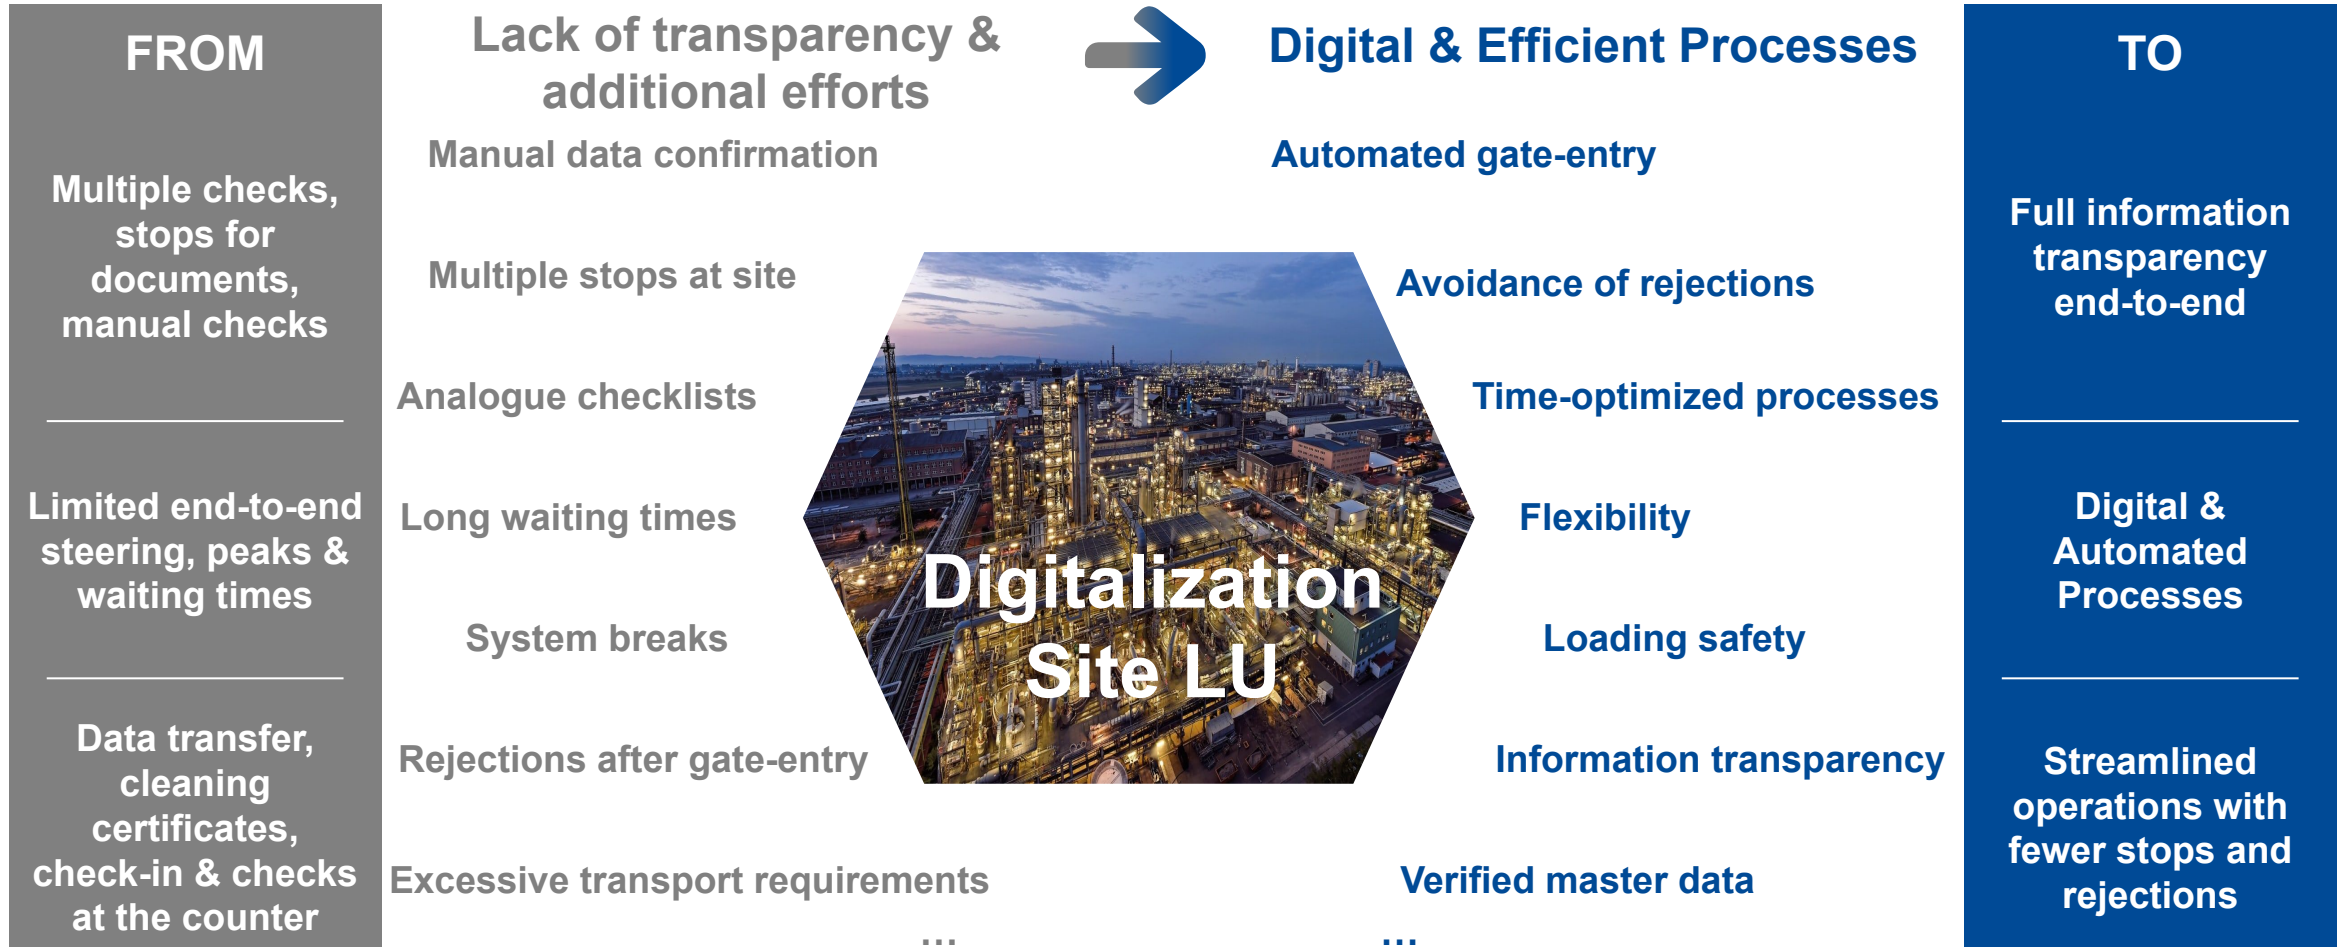 FROM
Multiple checks,
stops for
documents,
manual checks
Limited end-to-end
steering, peaks &
waiting times
Data transfer,
cleaning
certificates,
check-in & checks
at the counter
Lack of transparency &
additional efforts
Manual data confirmation
Multiple stops at site
Analogue checklists
Long waiting times
System breaks
Rejections after gate-entry
Excessive transport requirements
...
Digitalization
Site LU
Digital & Efficient Processes
Automated gate-entry
Avoidance of rejections
Time-optimized processes
Flexibility
Loading safety
Information transparency
Verified master data
...
TO
Full information
transparency
end-to-end
Digital &
Automated
Processes
Streamlined
operations with
fewer stops and
rejections